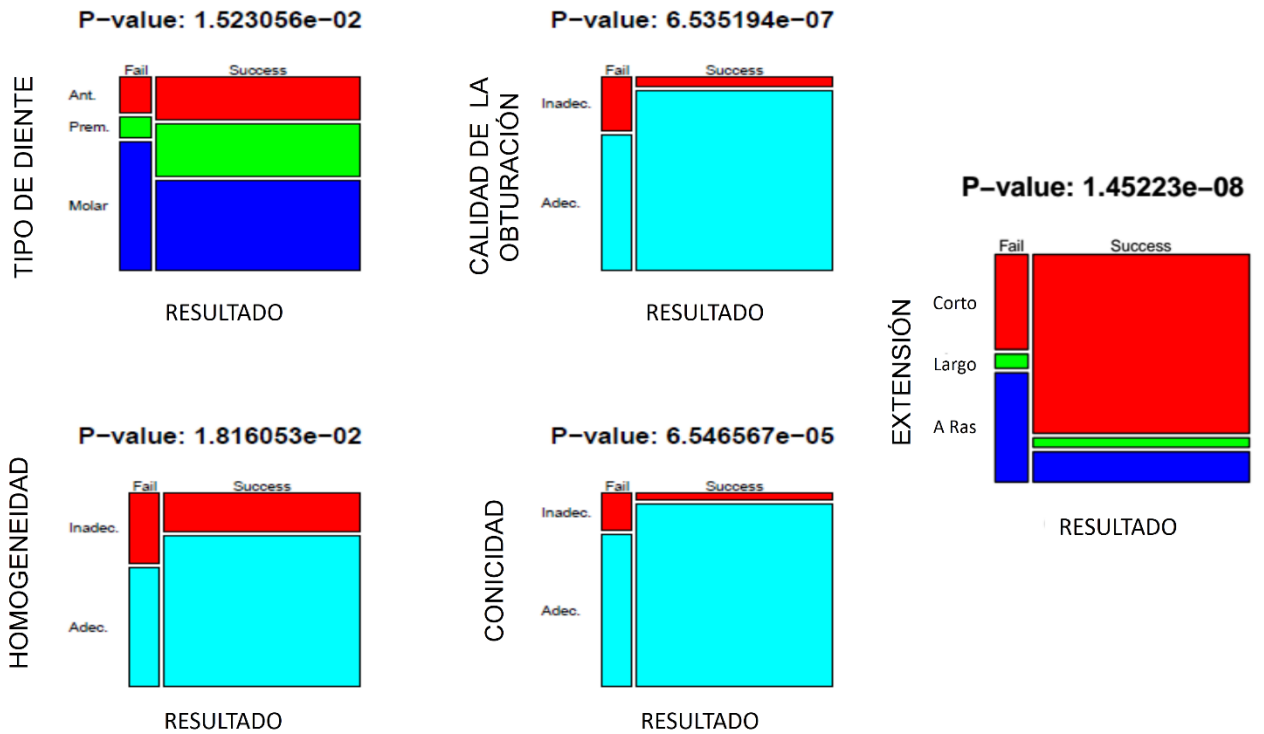 P-value: 1.523056e-02
TIPO DE DIENTE
Fail
Success
Ant.
Prem.
Molar
RESULTADO
P-value: 6.535194e-07
CALIDAD DE LA
OBTURACIÓN
Fail
Success
Inadec.
Adec.
RESULTADO
P-value: 1.45223e-08
EXTENSIÓN
Fail
Success
Corto
Largo
A Ras
RESULTADO
P-value: 1.816053e-02
HOMOGENEIDAD
Fail
Success
Inadec.
Adec.
RESULTADO
P-value: 6.546567e-05
CONICIDAD
Fail
Success
Inadec.
Adec.
RESULTADO